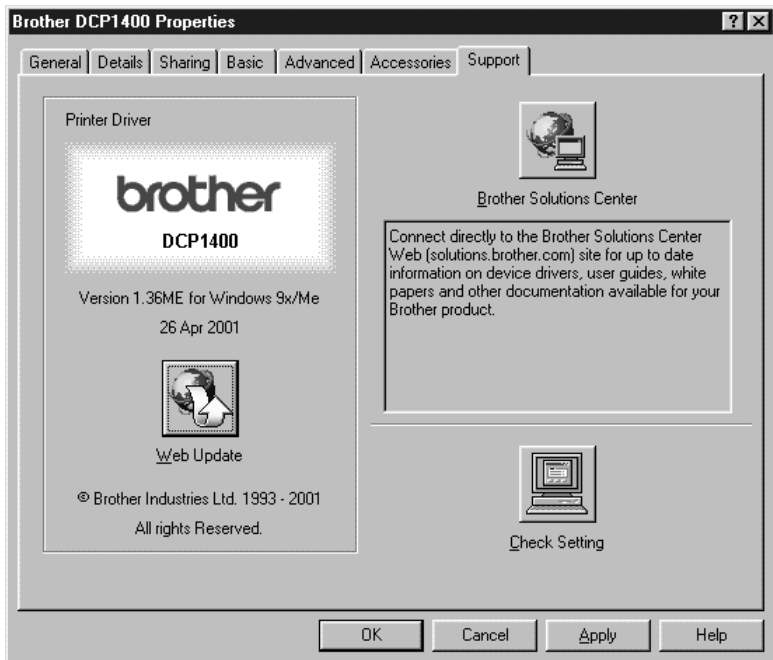 Brother DCP1400 Properties
General Details Sharing Basic Advanced Accessories Support
Printer Driver
brother
DCP1400
Version 1.36ME for Windows 9x/Me
26 Apr 2001
Web Update
© Brother Industries Ltd. 1993 - 2001
All rights Reserved.
Brother Solutions Center
Connect directly to the Brother Solutions Center
Web (solutions.brother.com) site for up to date
information on device drivers, user guides, white
papers and other documentation available for your
Brother product.
Check Setting
OK Cancel Apply Help